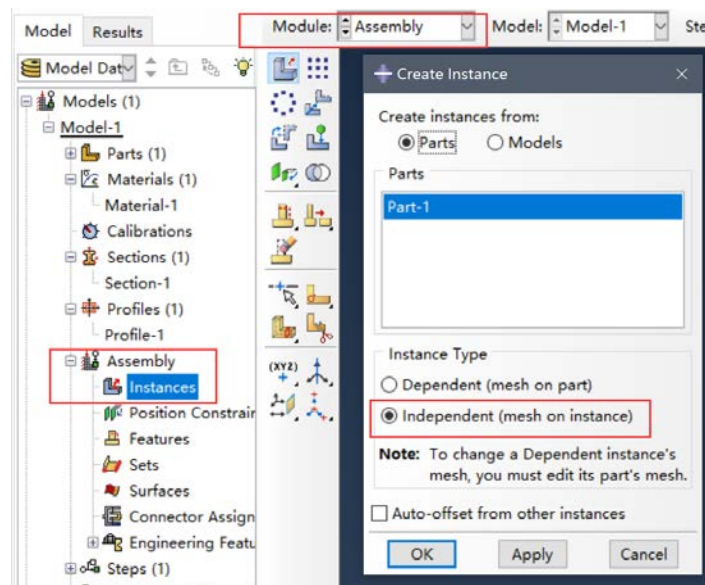 Model Results
Module: Assembly Model: Model-1 Ste
Model Dat
Models (1)
Model-1
Parts (1)
Materials (1)
Material-1
Calibrations
Sections (1)
Section-1
Profiles (1)
Profile-1
Assembly
Instances
Position Constrair
Features
Sets
Surfaces
Connector Assign
Engineering Featu
Steps (1)
(XYZ)
Create Instance
Create instances from:
Parts Models
Parts
Part-1
Instance Type
Dependent (mesh on part)
Independent (mesh on instance)
Note: To change a Dependent instance's
mesh, you must edit its part's mesh.
Auto-offset from other instances
OK Apply Cancel